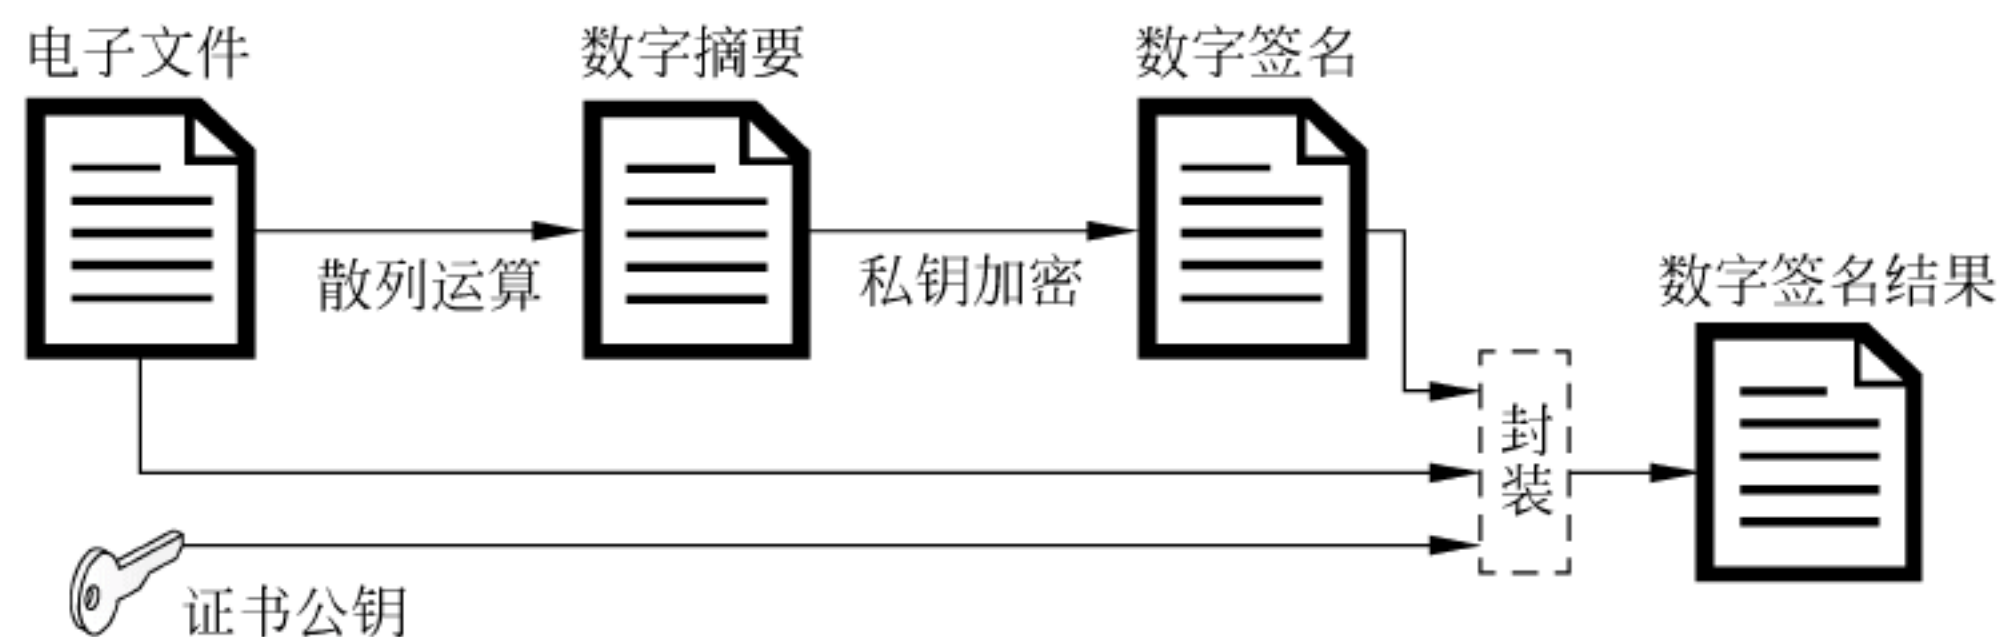 电子文件
数字摘要
数字签名
散列运算
私钥加密
数字签名结果
封装
证书公钥